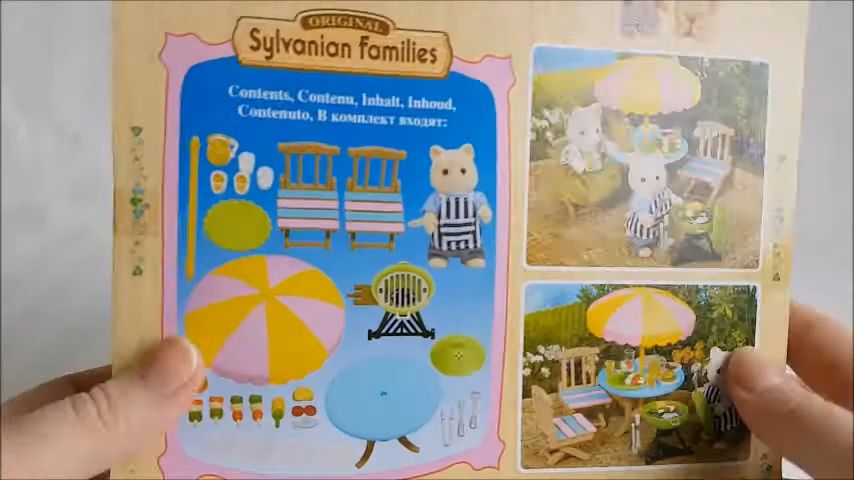 ORIGINAL
Sylvanian Families
Contents, Contenu, Inhalt, Inhoud,
Contenuto, В комплект входят: